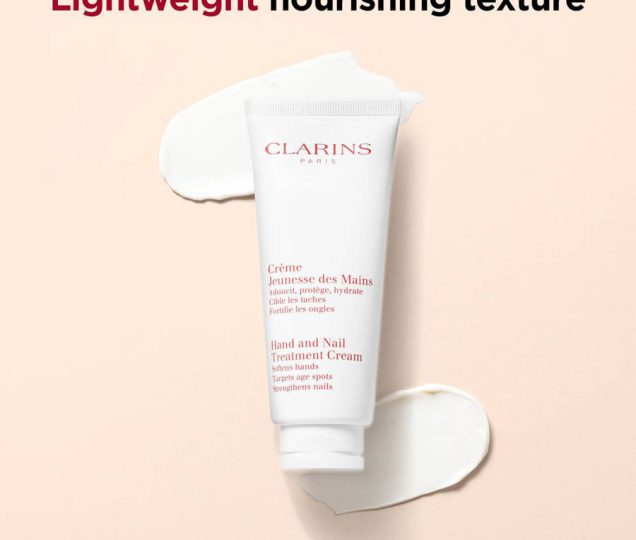 Lightweight nourishing texture
CLARINS
PARIS
Crème
Jeunesse des Mains
Adoucit, protège, hydrate
Cible les taches
Fortifie les ongles
Hand and Nail
Treatment Cream
Softens hands
Targets age spots
Strengthens nails